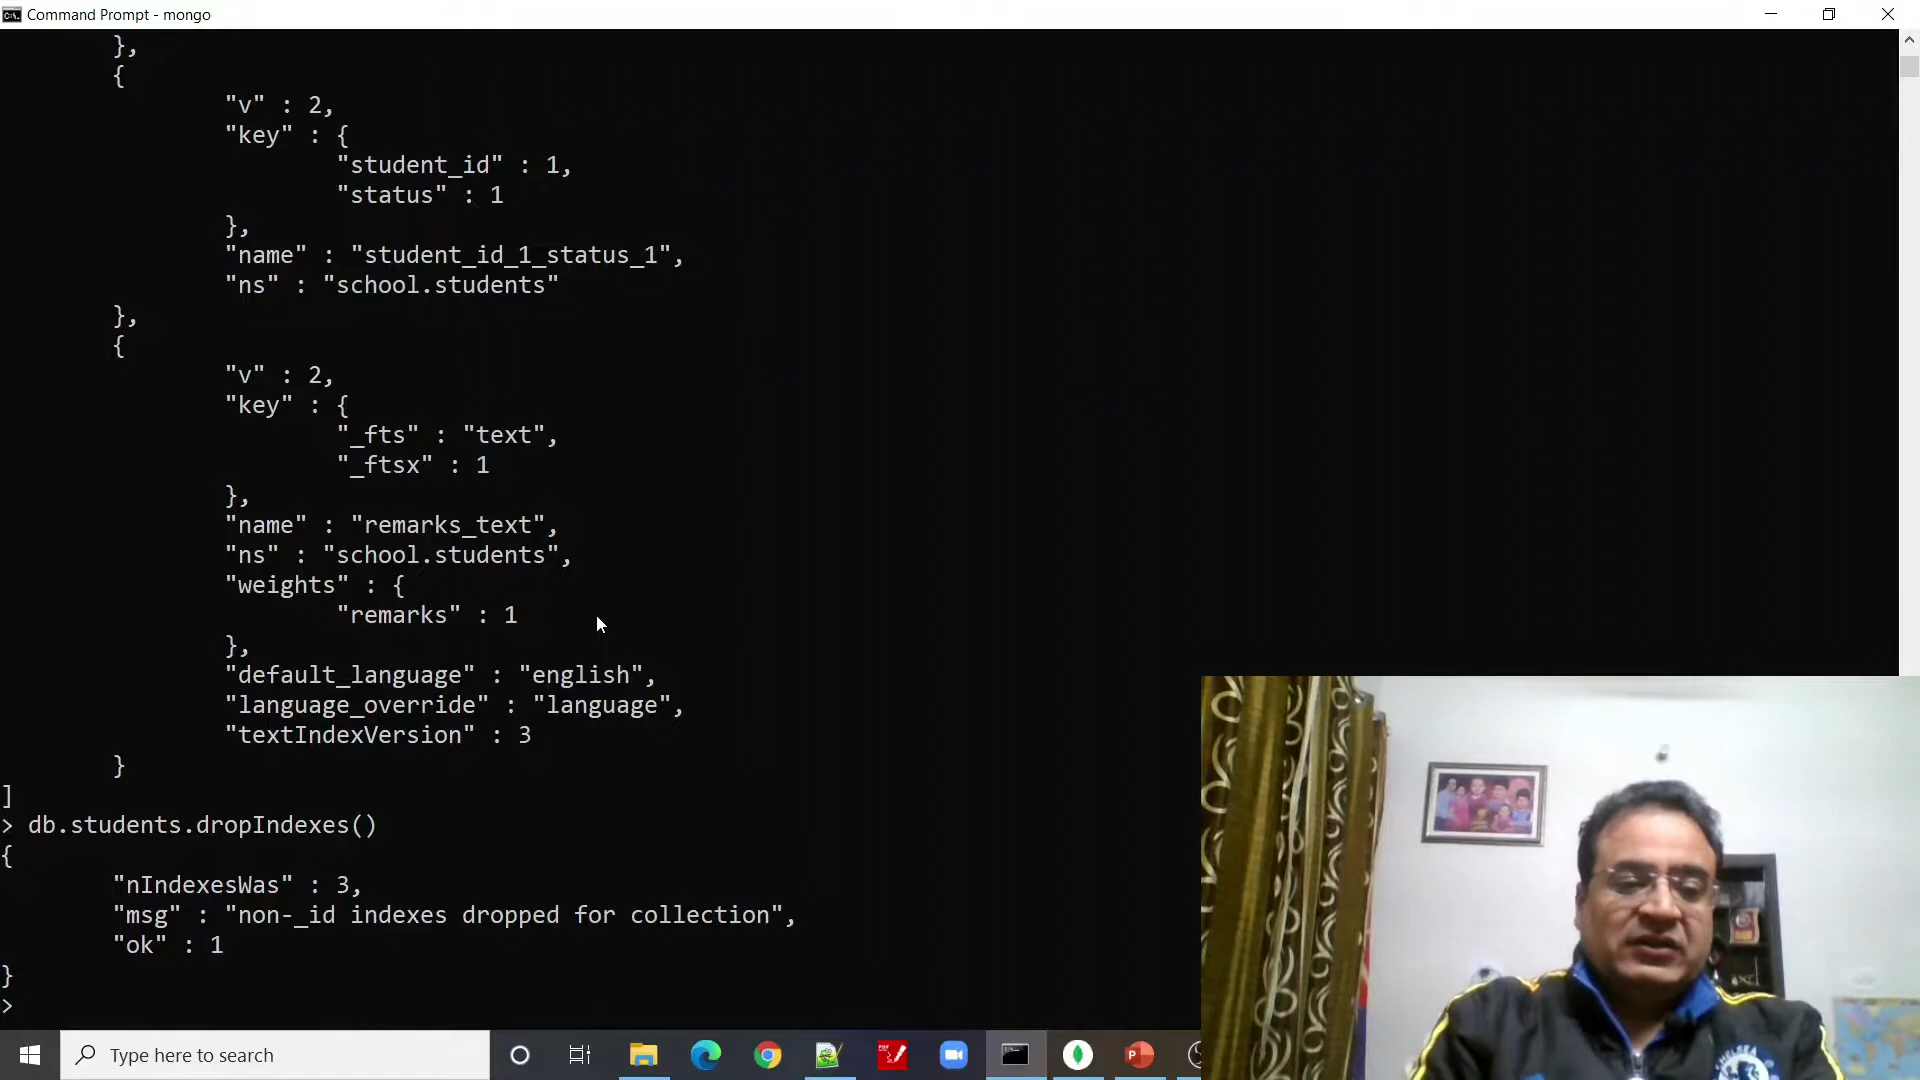 Command Prompt - mongo
},
{
"v" : 2,
"key" : {
"student_id" : 1,
"status" : 1
},
"name" : "student_id_1_status_1",
"ns" : "school.students"
},
{
"v" : 2,
"key" : {
"_fts" : "text",
"_ftsx" : 1
},
"name" : "remarks_text",
"ns" : "school.students",
"weights" : {
"remarks" : 1
},
"default_language" : "english",
"language_override" : "language",
"textIndexVersion" : 3
}
]
> db.students.dropIndexes()
{
"nIndexesWas" : 3,
"msg" : "non-_id indexes dropped for collection",
"ok" : 1
}
>
Type here to search
CHELSEA